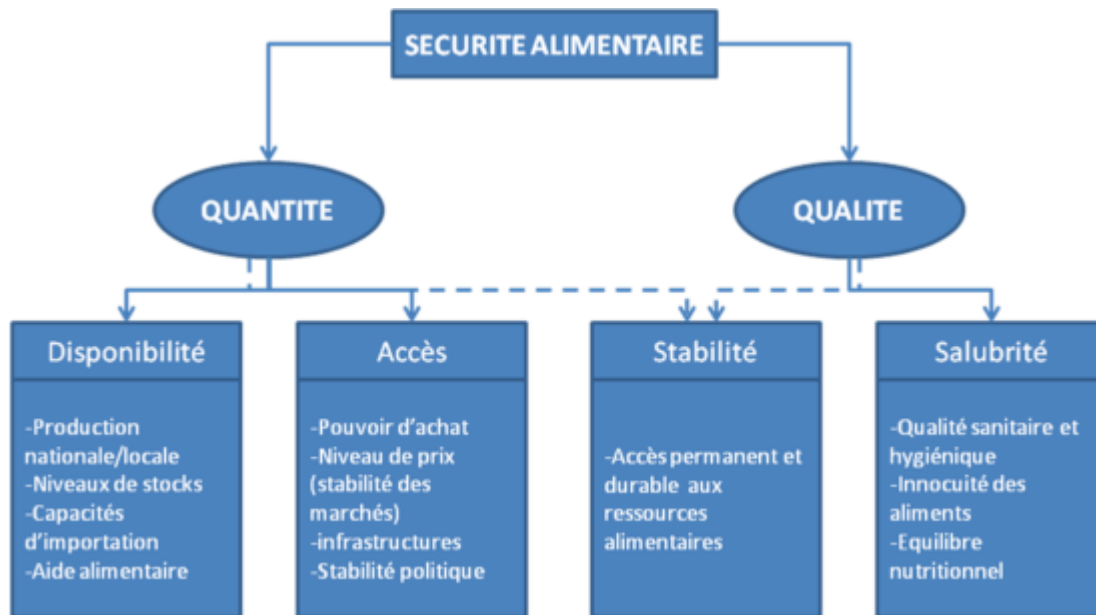 SECURITE ALIMENTAIRE
QUANTITE
QUALITE
Disponibilité
-Production
nationale/locale
-Niveaux de stocks
-Capacités
d’importation
-Aide alimentaire
Accès
-Pouvoir d’achat
-Niveau de prix
(stabilité des
marchés)
-infrastructures
-Stabilité politique
Stabilité
-Accès permanent et
durable aux
ressources
alimentaires
Salubrité
-Qualité sanitaire et
hygiénique
-Innocuité des
aliments
-Equilibre
nutritionnel